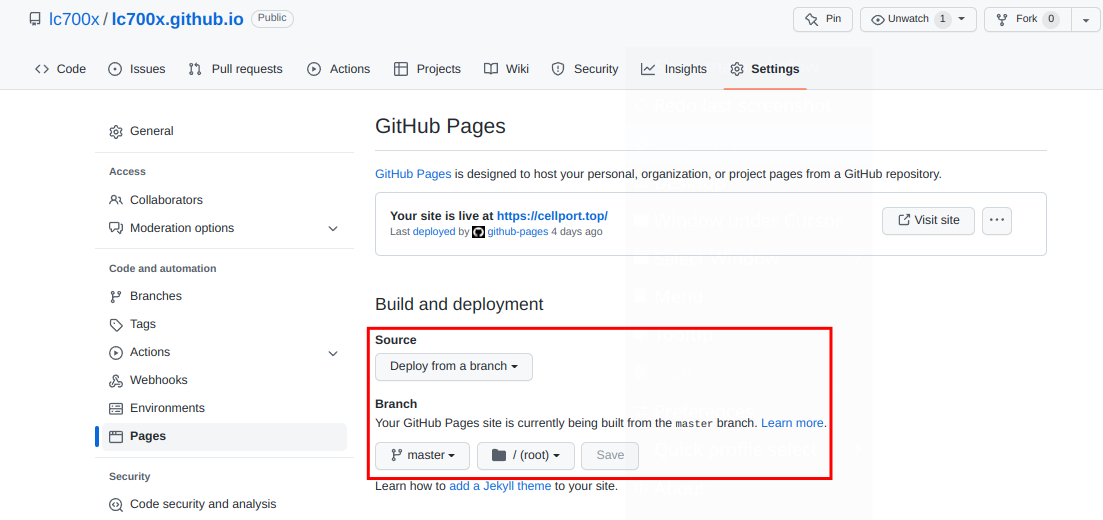 lc700x / lc700x.github.io Public
Pin
Unwatch 1
Fork 0
Code
Issues
Pull requests
Actions
Projects
Wiki
Security
Insights
Settings
General
Access
Collaborators
Moderation options
Code and automation
Branches
Tags
Actions
Webhooks
Environments
Pages
Security
Code security and analysis
GitHub Pages
GitHub Pages is designed to host your personal, organization, or project pages from a GitHub repository.
Your site is live at https://cellport.top/
Last deployed by github-pages 4 days ago
Visit site
Build and deployment
Source
Deploy from a branch
Branch
Your GitHub Pages site is currently being built from the master branch. Learn more.
master
/ (root)
Save
Learn how to add a Jekyll theme to your site.